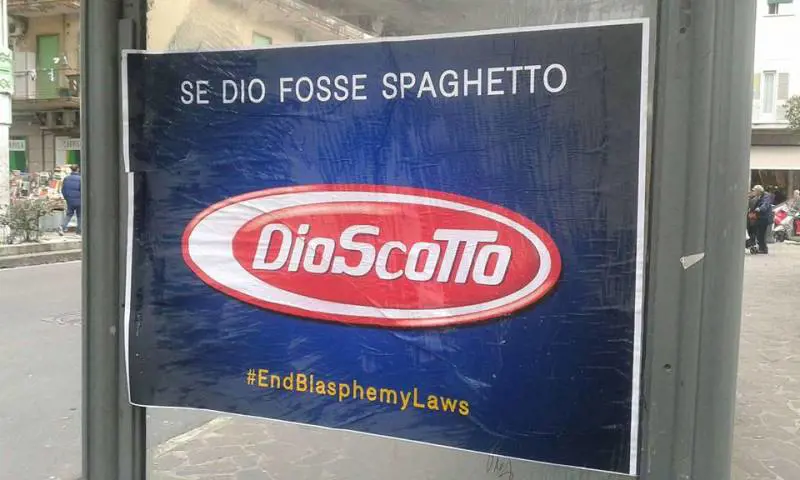 SE DIO FOSSE SPAGHETTO
DioScoTTo
#EndBlasphemyLaws